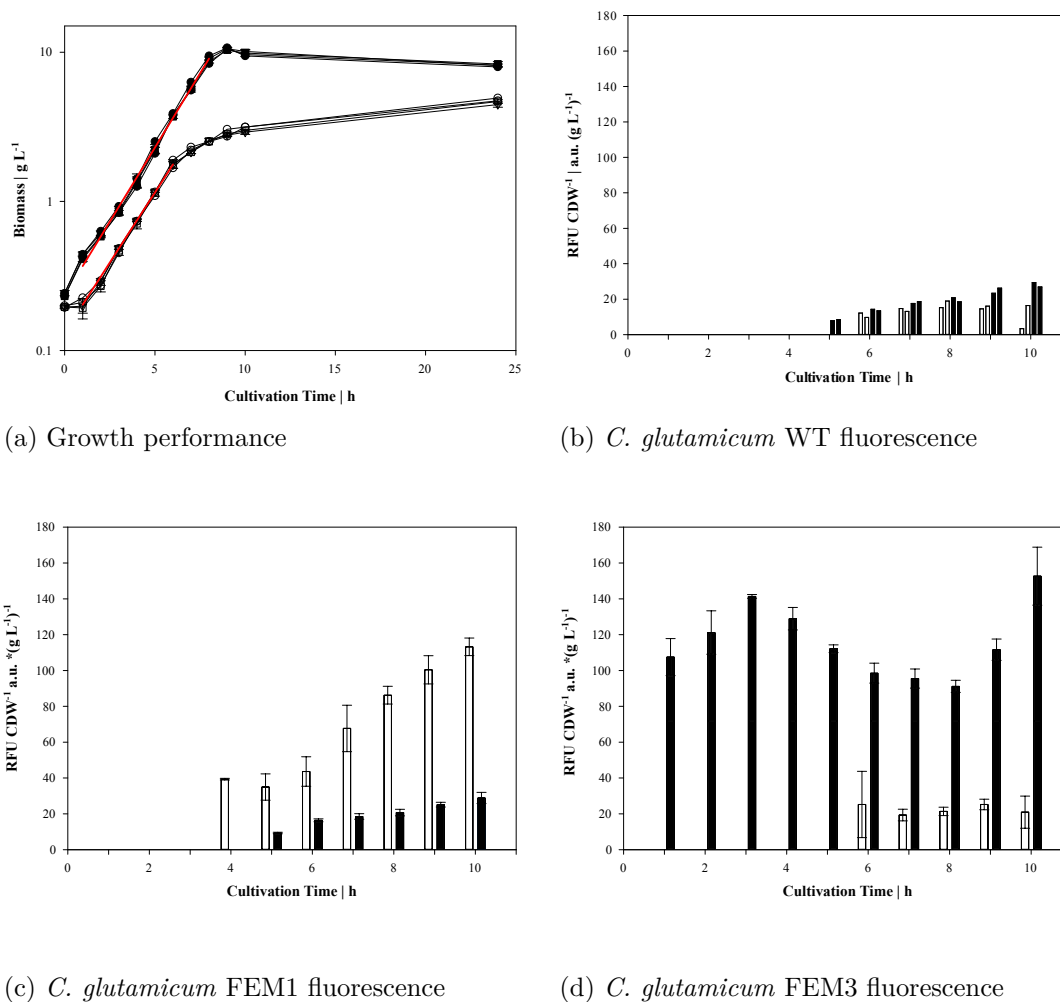 10
1
0.1
Biomass | g L-1
0 5 10 15 20 25
Cultivation Time | h
(a) Growth performance
180
160
140
120
100
80
60
40
20
0
RFU CDW-1 | a.u. (g L-1)-1
0 2 4 6 8 10
Cultivation Time | h
(b) C. glutamicum WT fluorescence
180
160
140
120
100
80
60
40
20
0
RFU CDW-1 a.u. *(g L-1)-1
0 2 4 6 8 10
Cultivation Time | h
(c) C. glutamicum FEM1 fluorescence
180
160
140
120
100
80
60
40
20
0
RFU CDW-1 a.u. *(g L-1)-1
0 2 4 6 8 10
Cultivation Time | h
(d) C. glutamicum FEM3 fluorescence